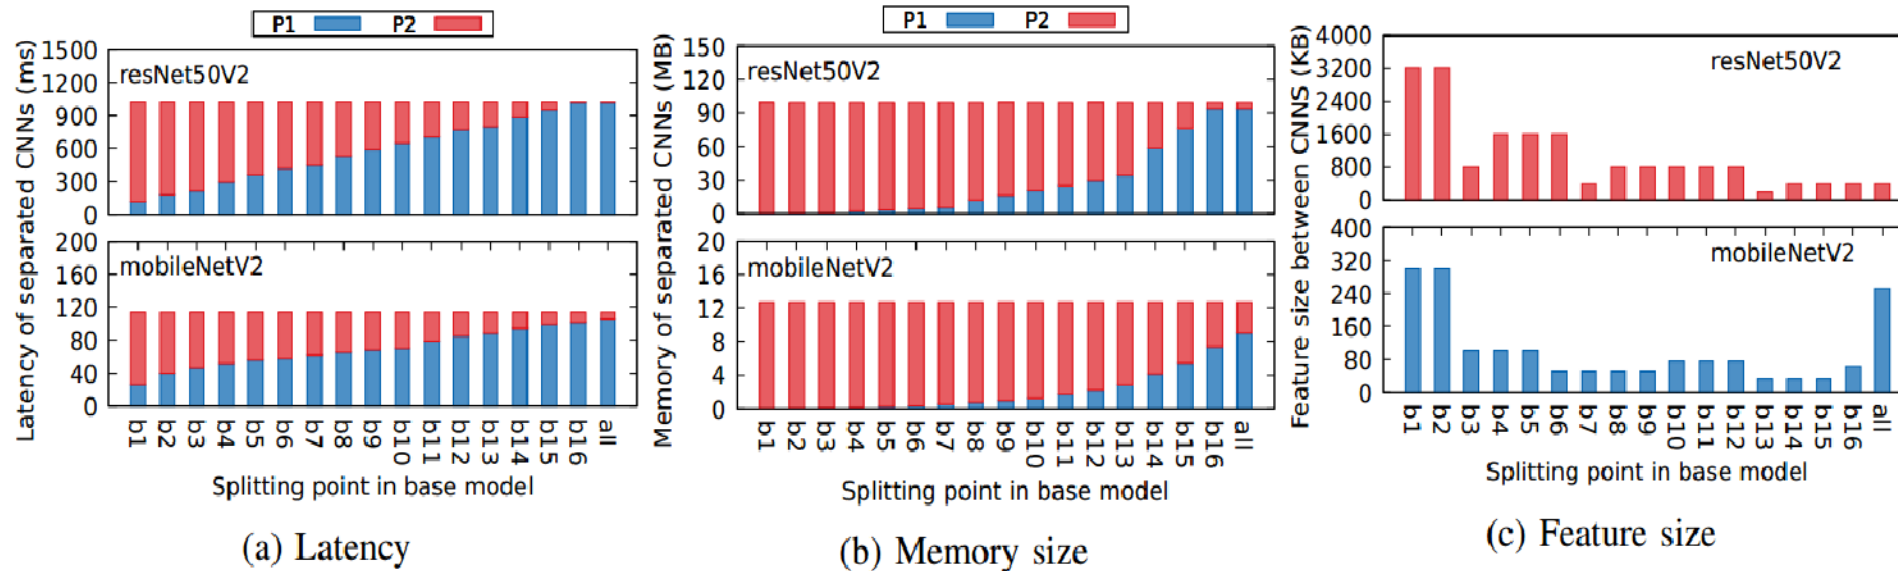 P1 P2
Latency of separated CNNs (ms)
1500
1200
900
600
300
0
resNet50V2
200
160
120
80
40
0
mobileNetV2
b1 b2 b3 b4 b5 b6 b7 b8 b9 b10 b11 b12 b13 b14 b15 b16 all
Splitting point in base model
(a) Latency
P1 P2
Memory of separated CNNs (MB)
150
120
90
60
30
0
resNet50V2
20
16
12
8
4
0
mobileNetV2
b1 b2 b3 b4 b5 b6 b7 b8 b9 b10 b11 b12 b13 b14 b15 b16 all
Splitting point in base model
(b) Memory size
Feature size between CNNS (KB)
4000
3200
2400
1600
800
0
resNet50V2
400
320
240
160
80
0
mobileNetV2
b1 b2 b3 b4 b5 b6 b7 b8 b9 b10 b11 b12 b13 b14 b15 b16 all
Splitting point in base model
(c) Feature size